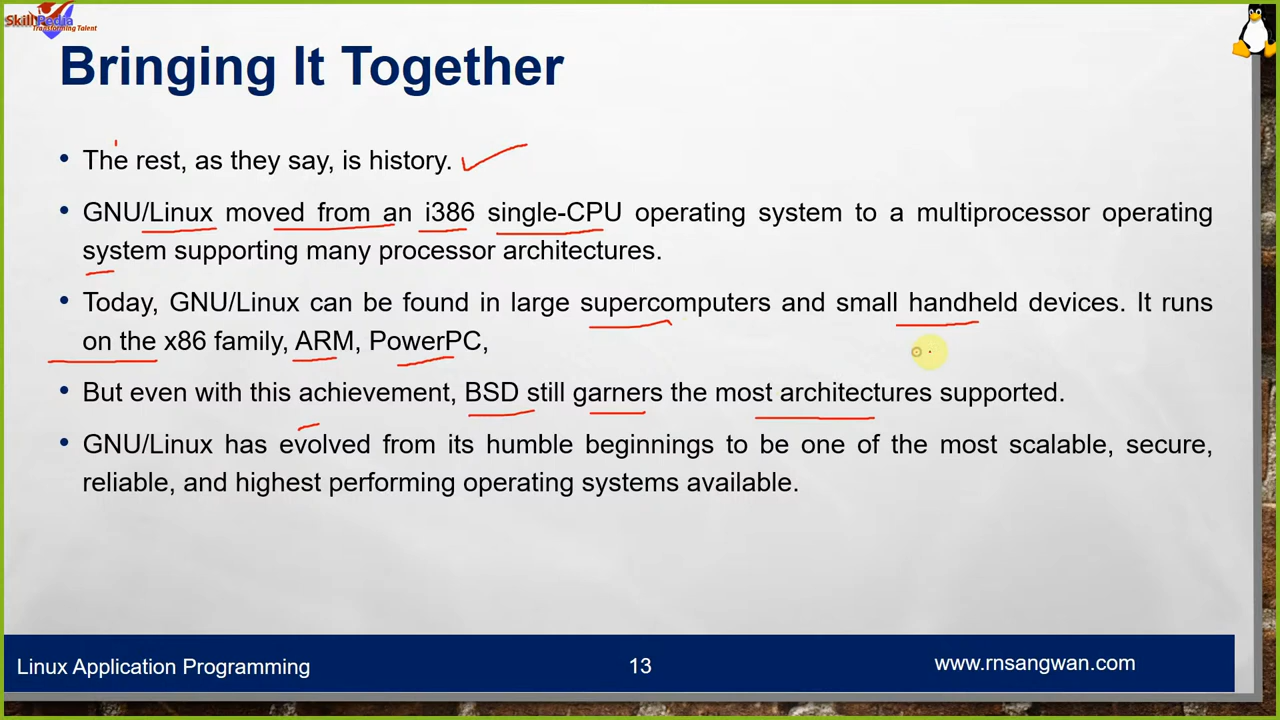 Skill Pedia
Transforming Talent
Bringing It Together
• The rest, as they say, is history.
• GNU/Linux moved from an i386 single-CPU operating system to a multiprocessor operating
system supporting many processor architectures.
• Today, GNU/Linux can be found in large supercomputers and small handheld devices. It runs
on the x86 family, ARM, PowerPC,
• But even with this achievement, BSD still garners the most architectures supported.
• GNU/Linux has evolved from its humble beginnings to be one of the most scalable, secure,
reliable, and highest performing operating systems available.
Linux Application Programming
13
www.rnsangwan.com